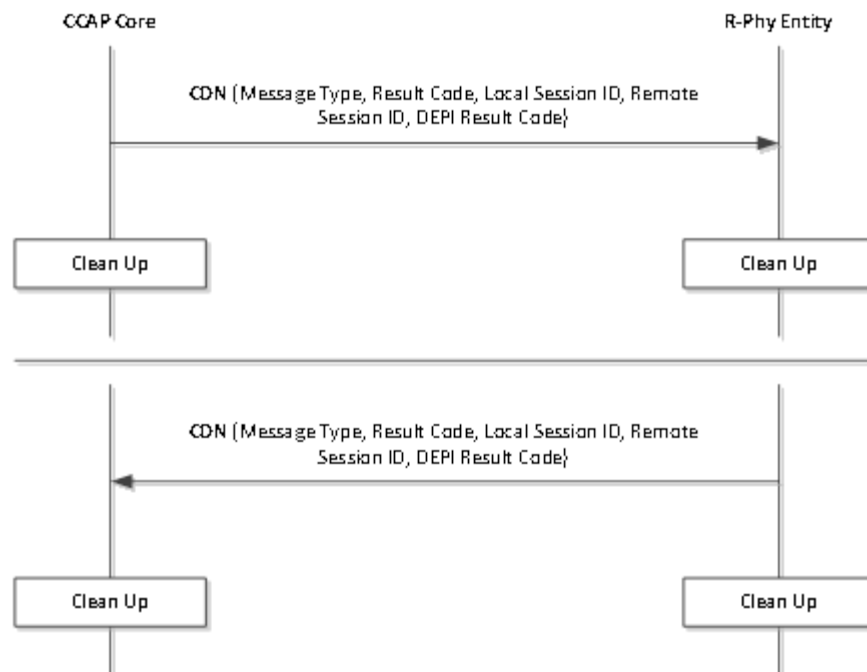 CCAP Core
R-Phy Entity
CDN (Message Type, Result Code, Local Session ID, Remote
Session ID, DEPI Result Code)
Clean Up
Clean Up
CDN (Message Type, Result Code, Local Session ID, Remote
Session ID, DEPI Result Code)
Clean Up
Clean Up